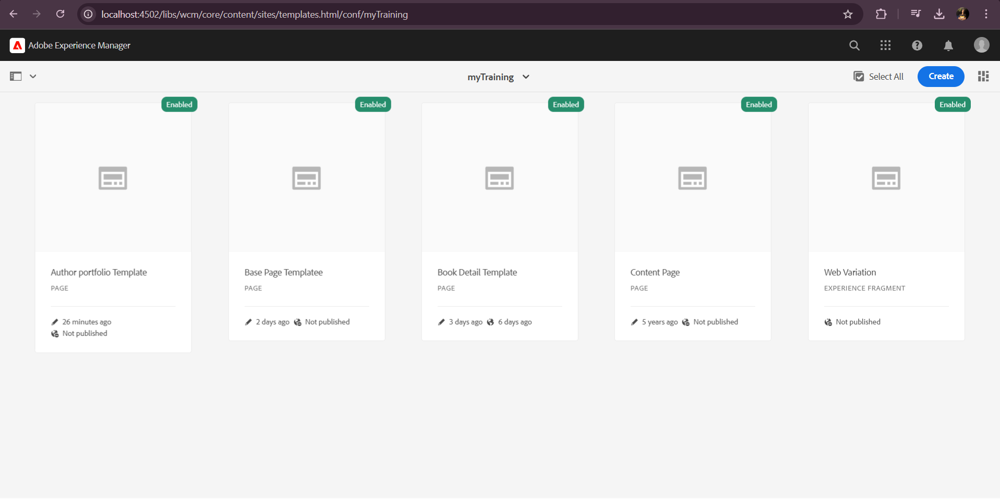 localhost:4502/libs/wcm/core/content/sites/templates.html/conf/myTraining
Adobe Experience Manager
myTraining
Select All
Create
Enabled
Enabled
Enabled
Enabled
Enabled
Author portfolio Template
PAGE
26 minutes ago
Not published
Base Page Templatee
PAGE
2 days ago Not published
Book Detail Template
PAGE
3 days ago 6 days ago
Content Page
PAGE
5 years ago Not published
Web Variation
EXPERIENCE FRAGMENT
Not published